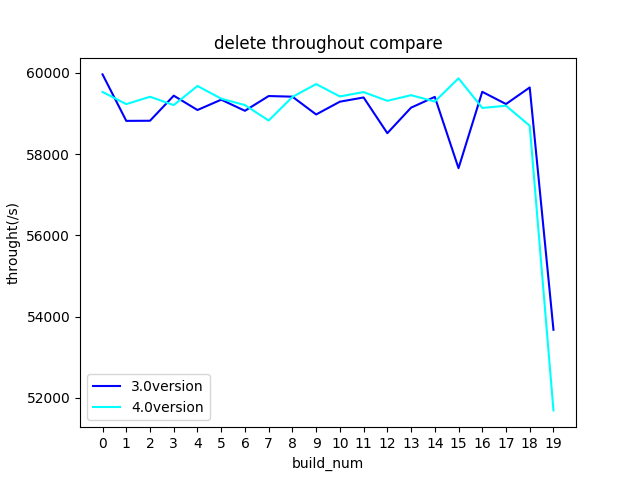 delete throughout compare
60000
58000
56000
54000
52000
throught(/s)
3.0version
4.0version
0 1 2 3 4 5 6 7 8 9 10 11 12 13 14 15 16 17 18 19
build_num